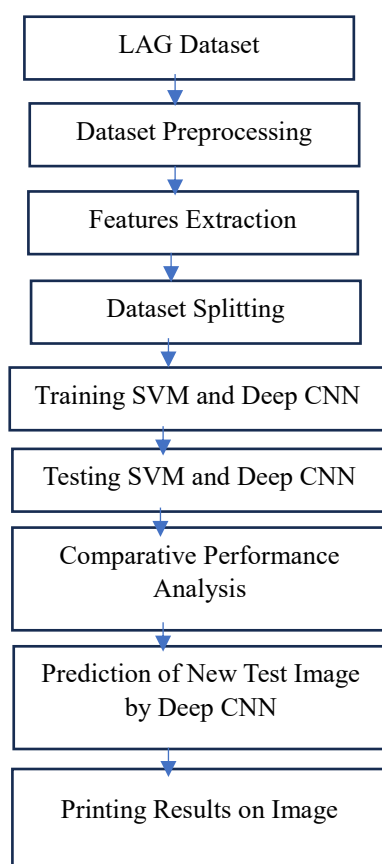 LAG Dataset
Dataset Preprocessing
Features Extraction
Dataset Splitting
Training SVM and Deep CNN
Testing SVM and Deep CNN
Comparative Performance
Analysis
Prediction of New Test Image
by Deep CNN
Printing Results on Image